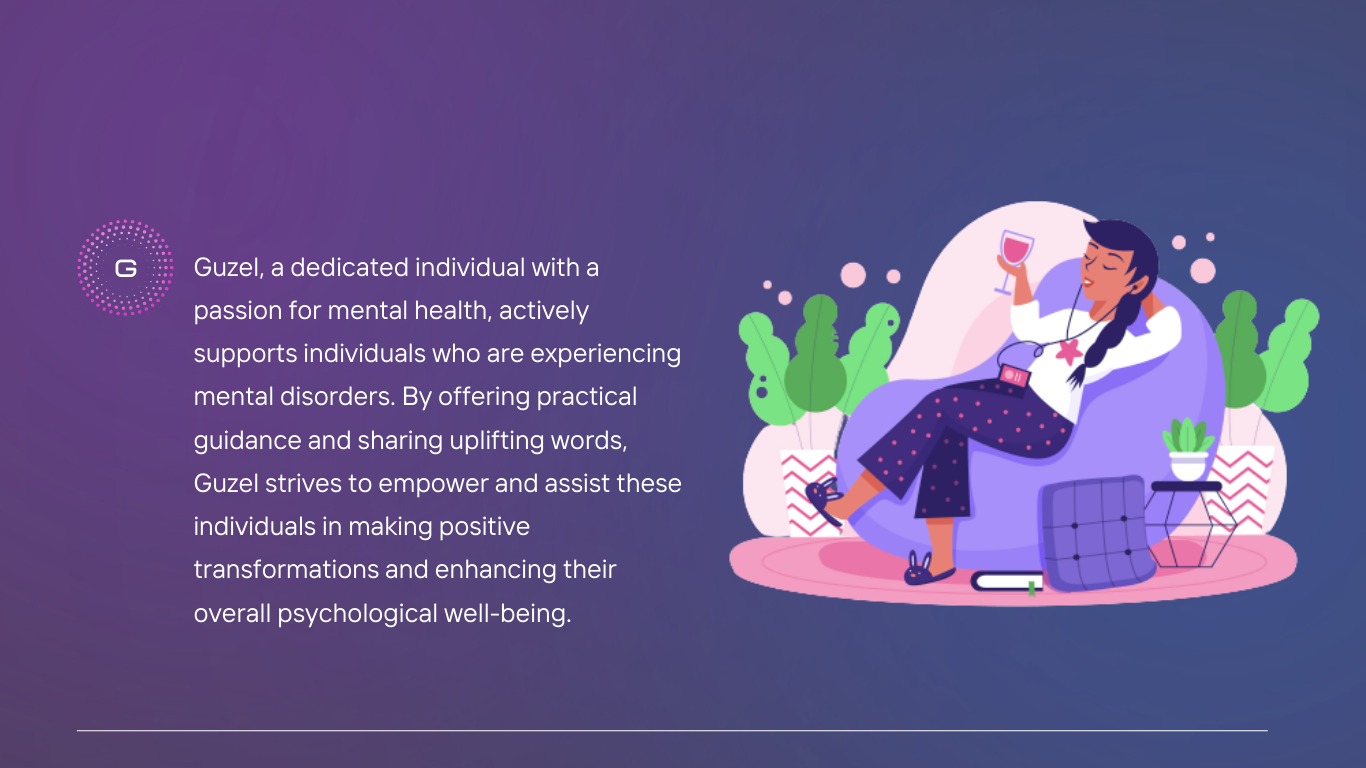 G
Guzel, a dedicated individual with a
passion for mental health, actively
supports individuals who are experiencing
mental disorders. By offering practical
guidance and sharing uplifting words,
Guzel strives to empower and assist these
individuals in making positive
transformations and enhancing their
overall psychological well-being.